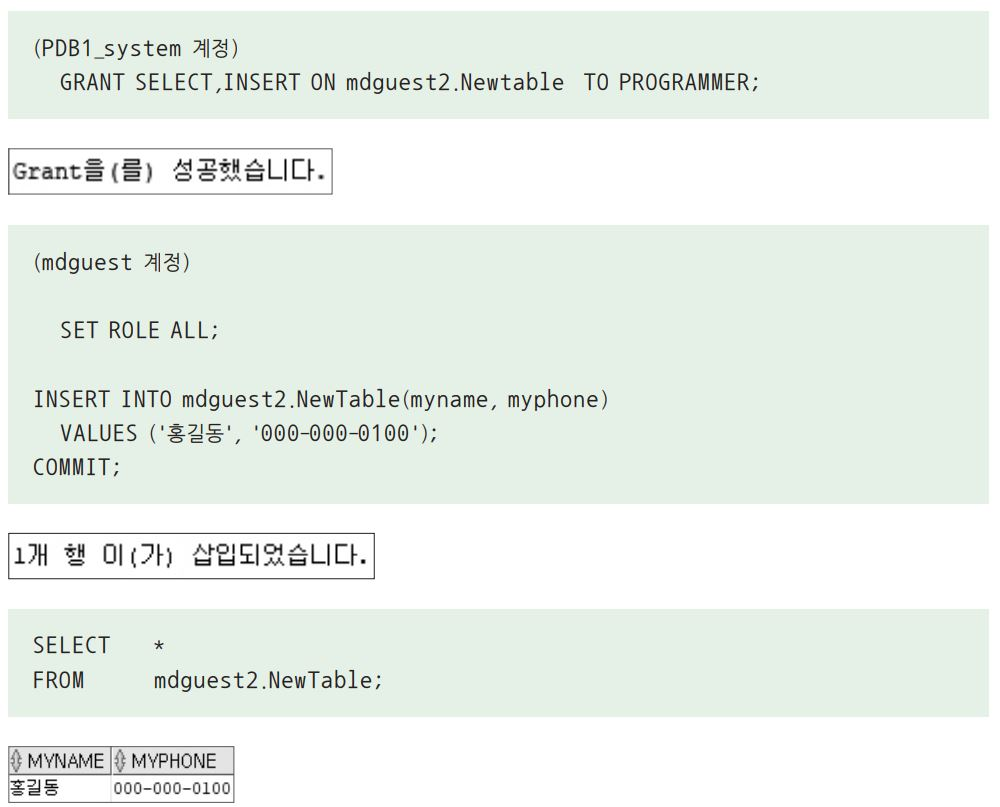 (PDB1_system 계정)
GRANT SELECT,INSERT ON mdguest2.Newtable TO PROGRAMMER;
Grant을(를) 성공했습니다.
(mdguest 계정)
SET ROLE ALL;
INSERT INTO mdguest2.NewTable(myname, myphone)
VALUES ('홍길동', '000-000-0100');
COMMIT;
1개 행 이(가) 삽입되었습니다.
SELECT *
FROM mdguest2.NewTable;
MYNAME MYPHONE
홍길동 000-000-0100